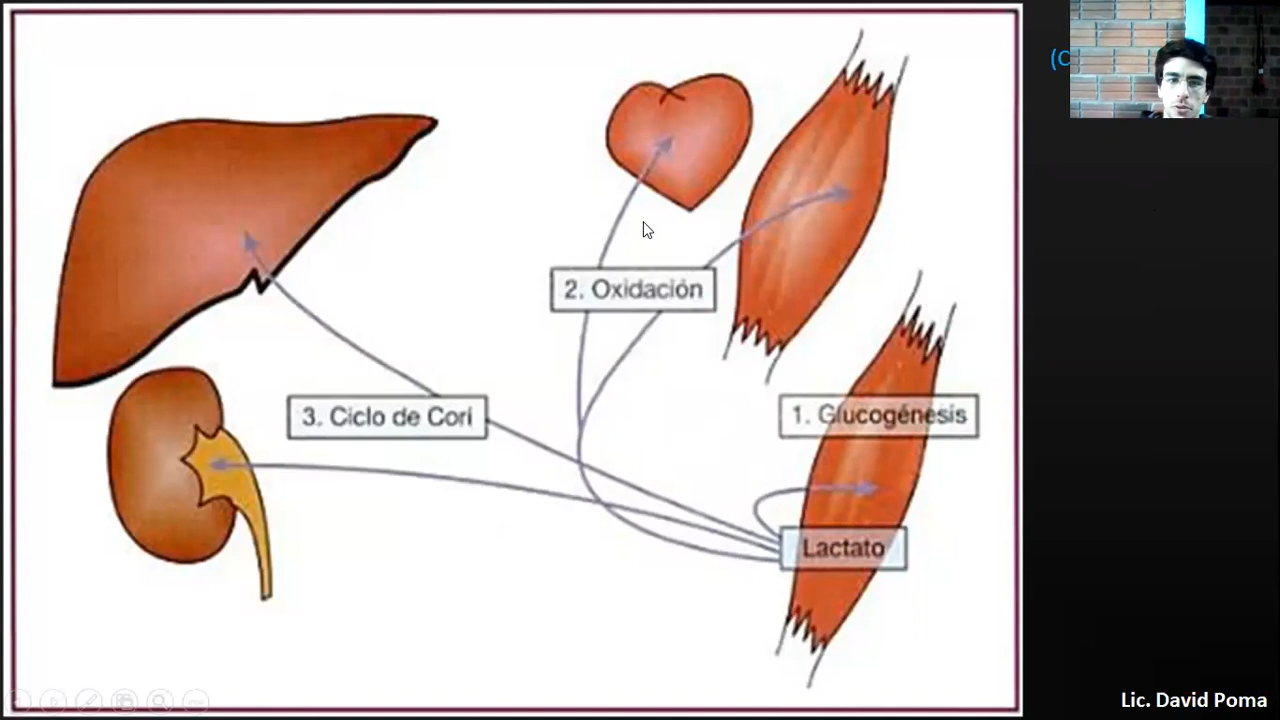 2. Oxidación
3. Ciclo de Cori
1. Glucogénesis
Lactato
(C
Lic. David Poma